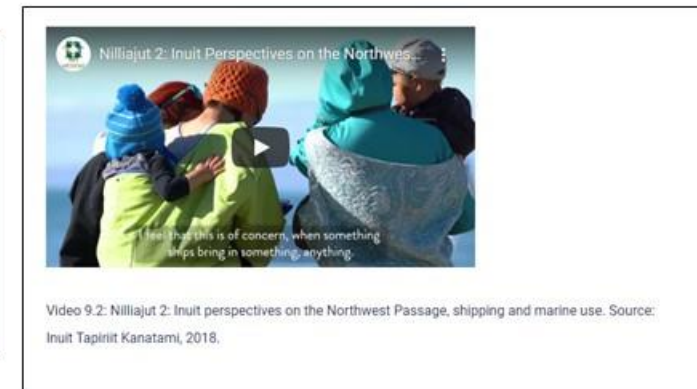 Nilliajut 2: Inuit Perspectives on the Northwes...
I feel that this is of concern, when something
ships bring in something, anything.
Video 9.2: Nilliajut 2: Inuit perspectives on the Northwest Passage, shipping and marine use. Source:
Inuit Tapiriit Kanatami, 2018.